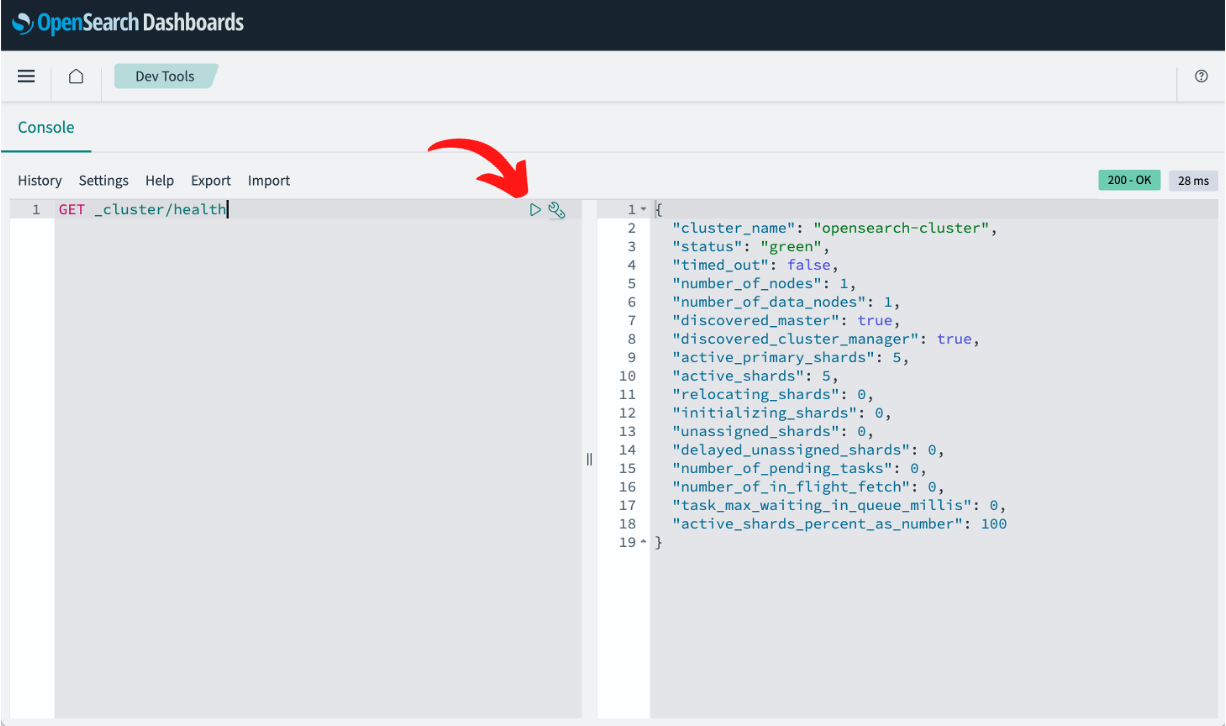 OpenSearch Dashboards
Dev Tools
Console
History Settings Help Export Import
200 - OK 28 ms
1 GET _cluster/health
1 {
2 "cluster_name": "opensearch-cluster",
3 "status": "green",
4 "timed_out": false,
5 "number_of_nodes": 1,
6 "number_of_data_nodes": 1,
7 "discovered_master": true,
8 "discovered_cluster_manager": true,
9 "active_primary_shards": 5,
10 "active_shards": 5,
11 "relocating_shards": 0,
12 "initializing_shards": 0,
13 "unassigned_shards": 0,
14 "delayed_unassigned_shards": 0,
15 "number_of_pending_tasks": 0,
16 "number_of_in_flight_fetch": 0,
17 "task_max_waiting_in_queue_millis": 0,
18 "active_shards_percent_as_number": 100
19 }